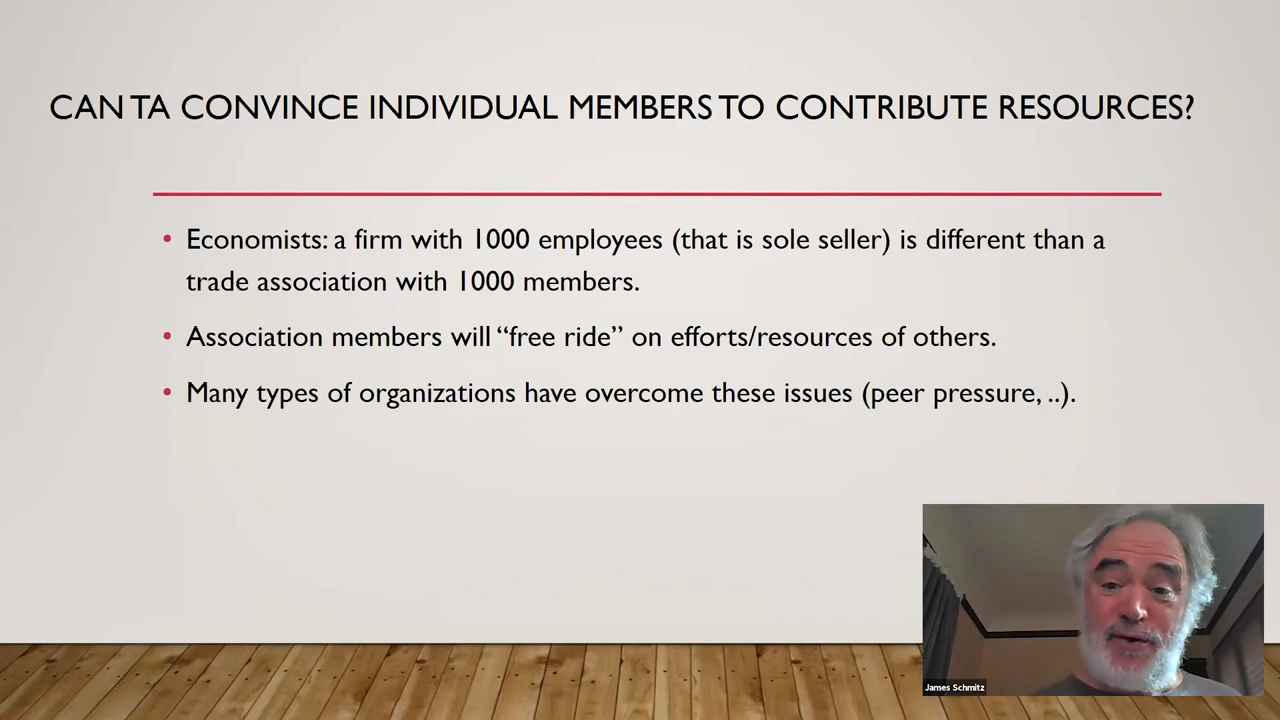 CAN TA CONVINCE INDIVIDUAL MEMBERS TO CONTRIBUTE RESOURCES?
• Economists: a firm with 1000 employees (that is sole seller) is different than a
trade association with 1000 members.
• Association members will “free ride” on efforts/resources of others.
• Many types of organizations have overcome these issues (peer pressure, ..).
James Schmitz